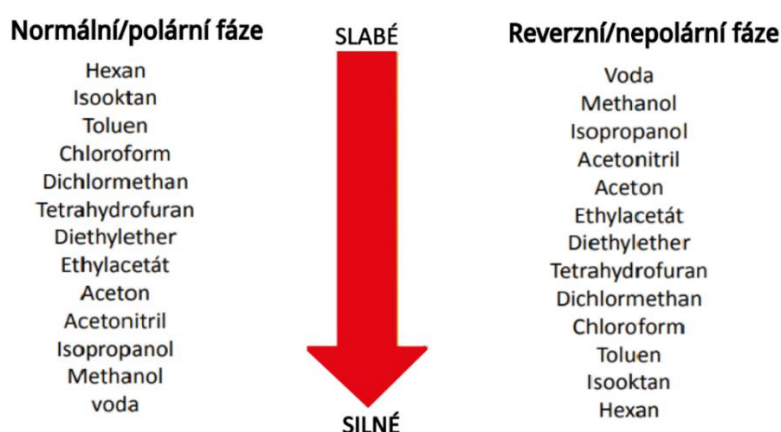 Normální/polární fáze
Hexan
Isooktan
Toluen
Chloroform
Dichlormethan
Tetrahydrofuran
Diethylether
Ethylacetát
Aceton
Acetonitril
Isopropanol
Methanol
voda
SLABÉ
SILNÉ
Reverzní/nepolární fáze
Voda
Methanol
Isopropanol
Acetonitril
Aceton
Ethylacetát
Diethylether
Tetrahydrofuran
Dichlormethan
Chloroform
Toluen
Isooktan
Hexan